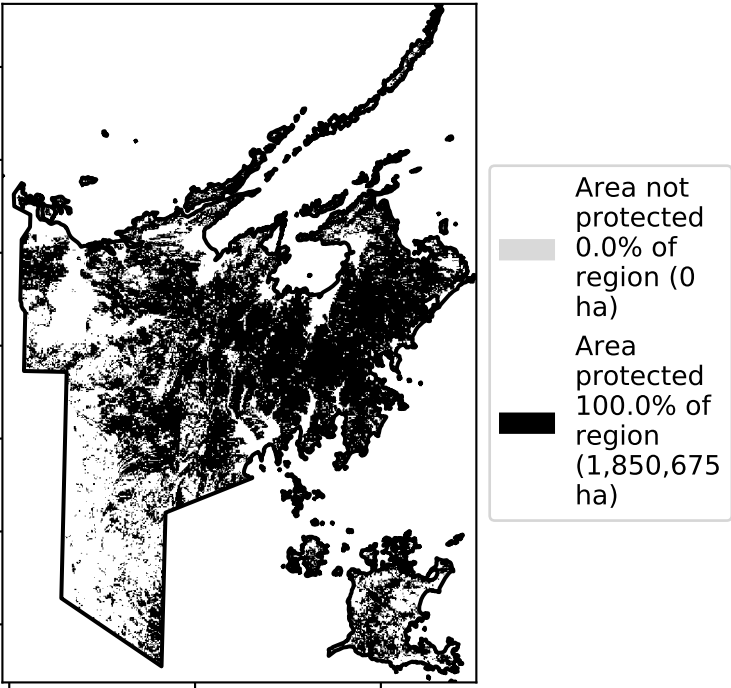 Area not
protected
0.0% of
region (0
ha)
Area
protected
100.0% of
region
(1,850,675
ha)